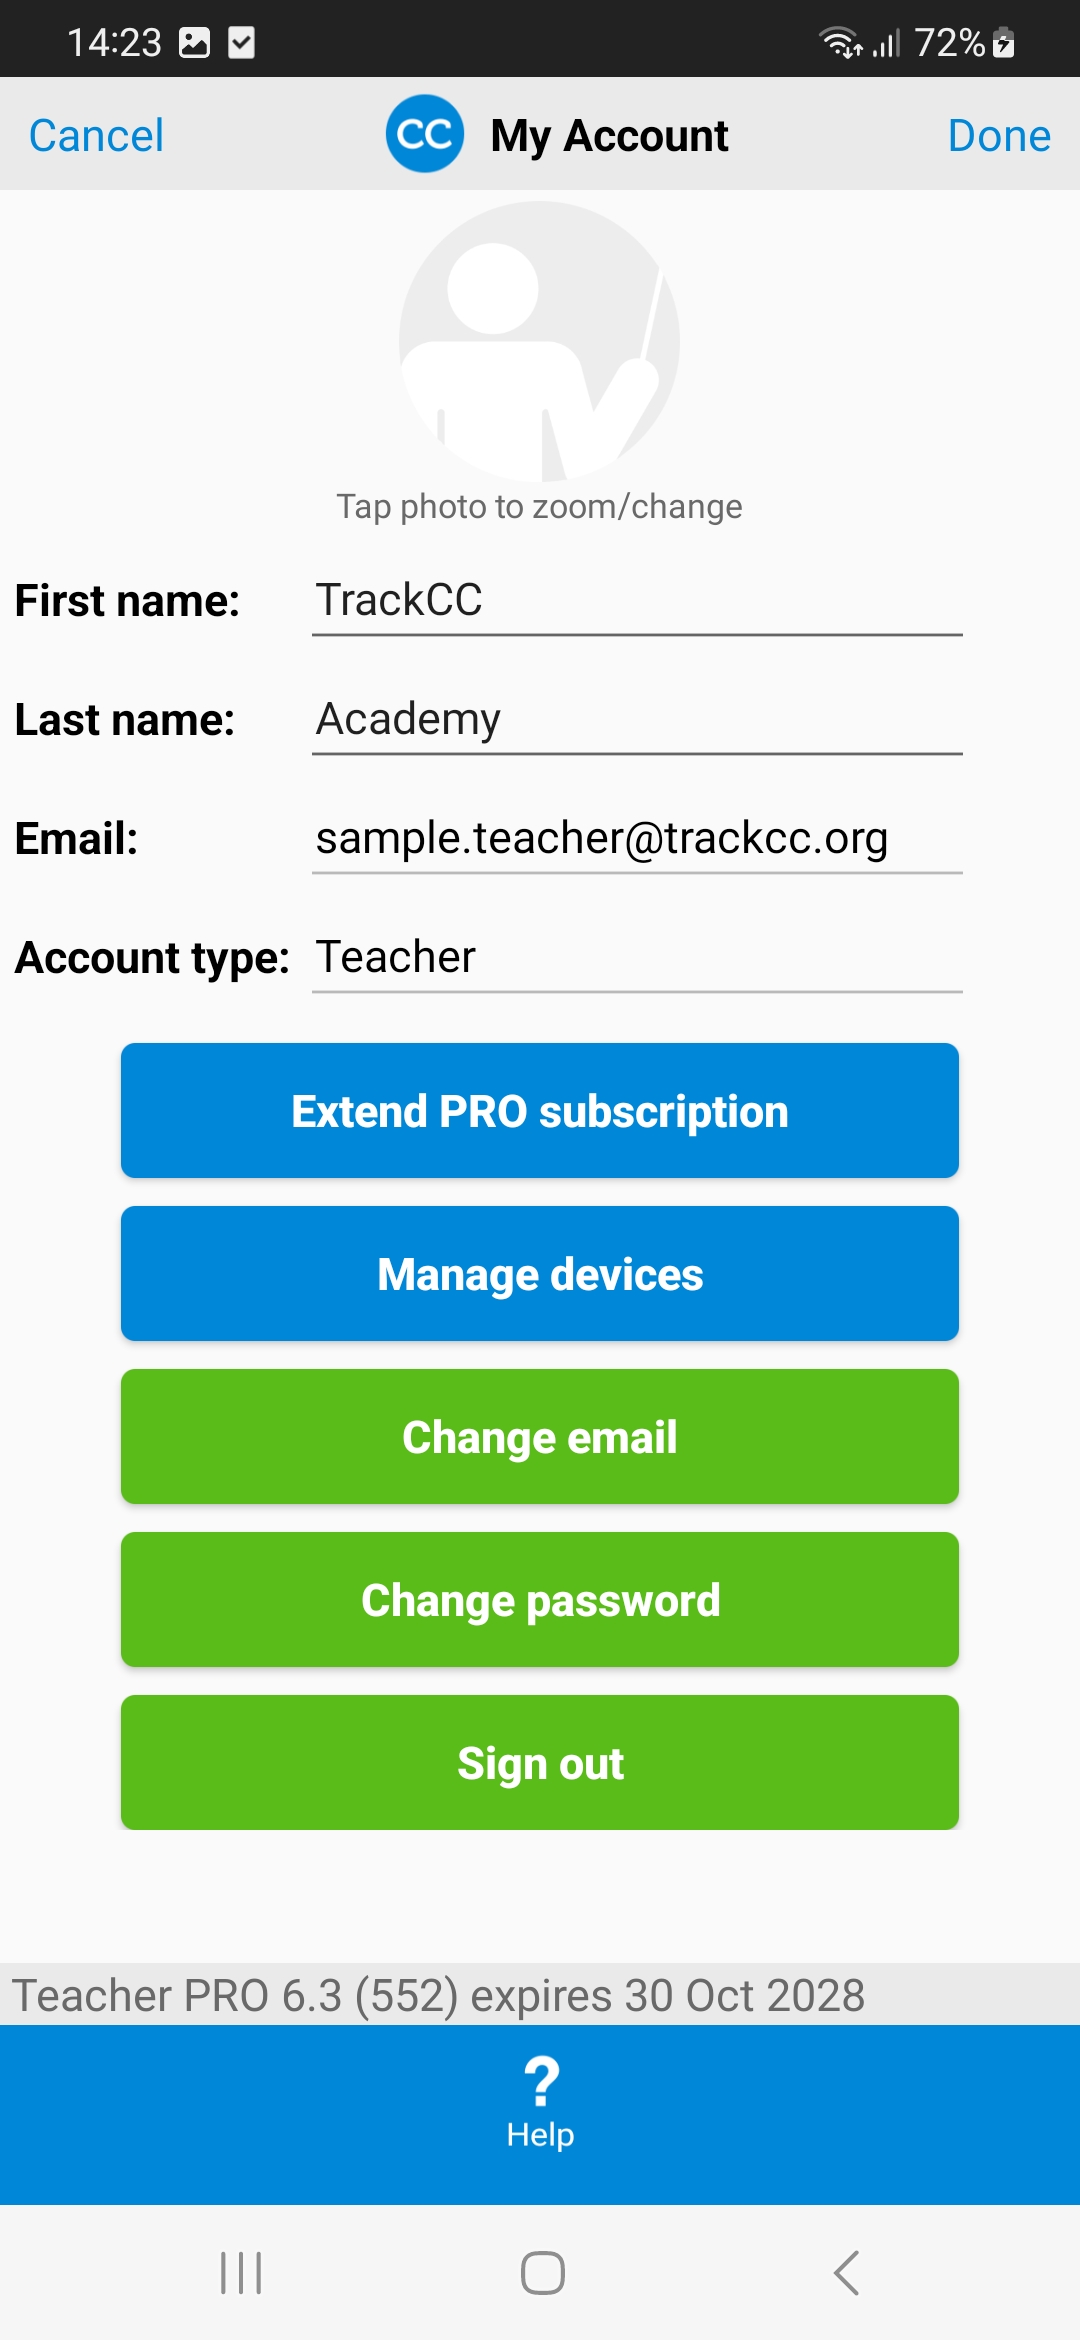 14:23 72%
Cancel CC My Account Done
Tap photo to zoom/change
First name: TrackCC
Last name: Academy
Email: sample.teacher@trackcc.org
Account type: Teacher
Extend PRO subscription
Manage devices
Change email
Change password
Sign out
Teacher PRO 6.3 (552) expires 30 Oct 2028
?
Help